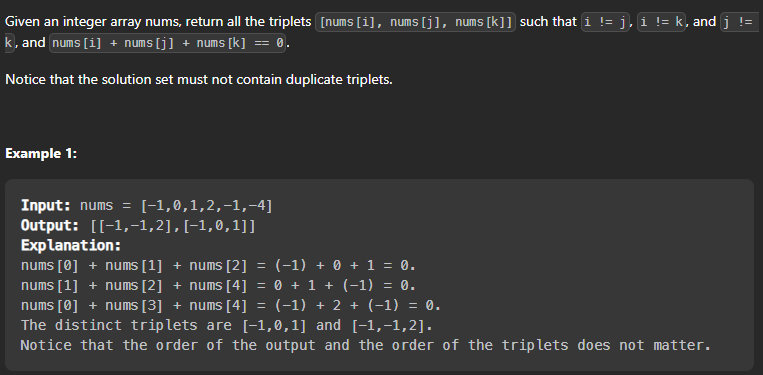 Given an integer array nums, return all the triplets [nums[i], nums[j], nums[k]] such that i != j, i != k, and j !=
k, and nums[i] + nums[j] + nums[k] == 0.
Notice that the solution set must not contain duplicate triplets.
Example 1:
Input: nums = [-1,0,1,2,-1,-4]
Output: [[-1,-1,2],[-1,0,1]]
Explanation:
nums[0] + nums[1] + nums[2] = (-1) + 0 + 1 = 0.
nums[1] + nums[2] + nums[4] = 0 + 1 + (-1) = 0.
nums[0] + nums[3] + nums[4] = (-1) + 2 + (-1) = 0.
The distinct triplets are [-1,0,1] and [-1,-1,2].
Notice that the order of the output and the order of the triplets does not matter.